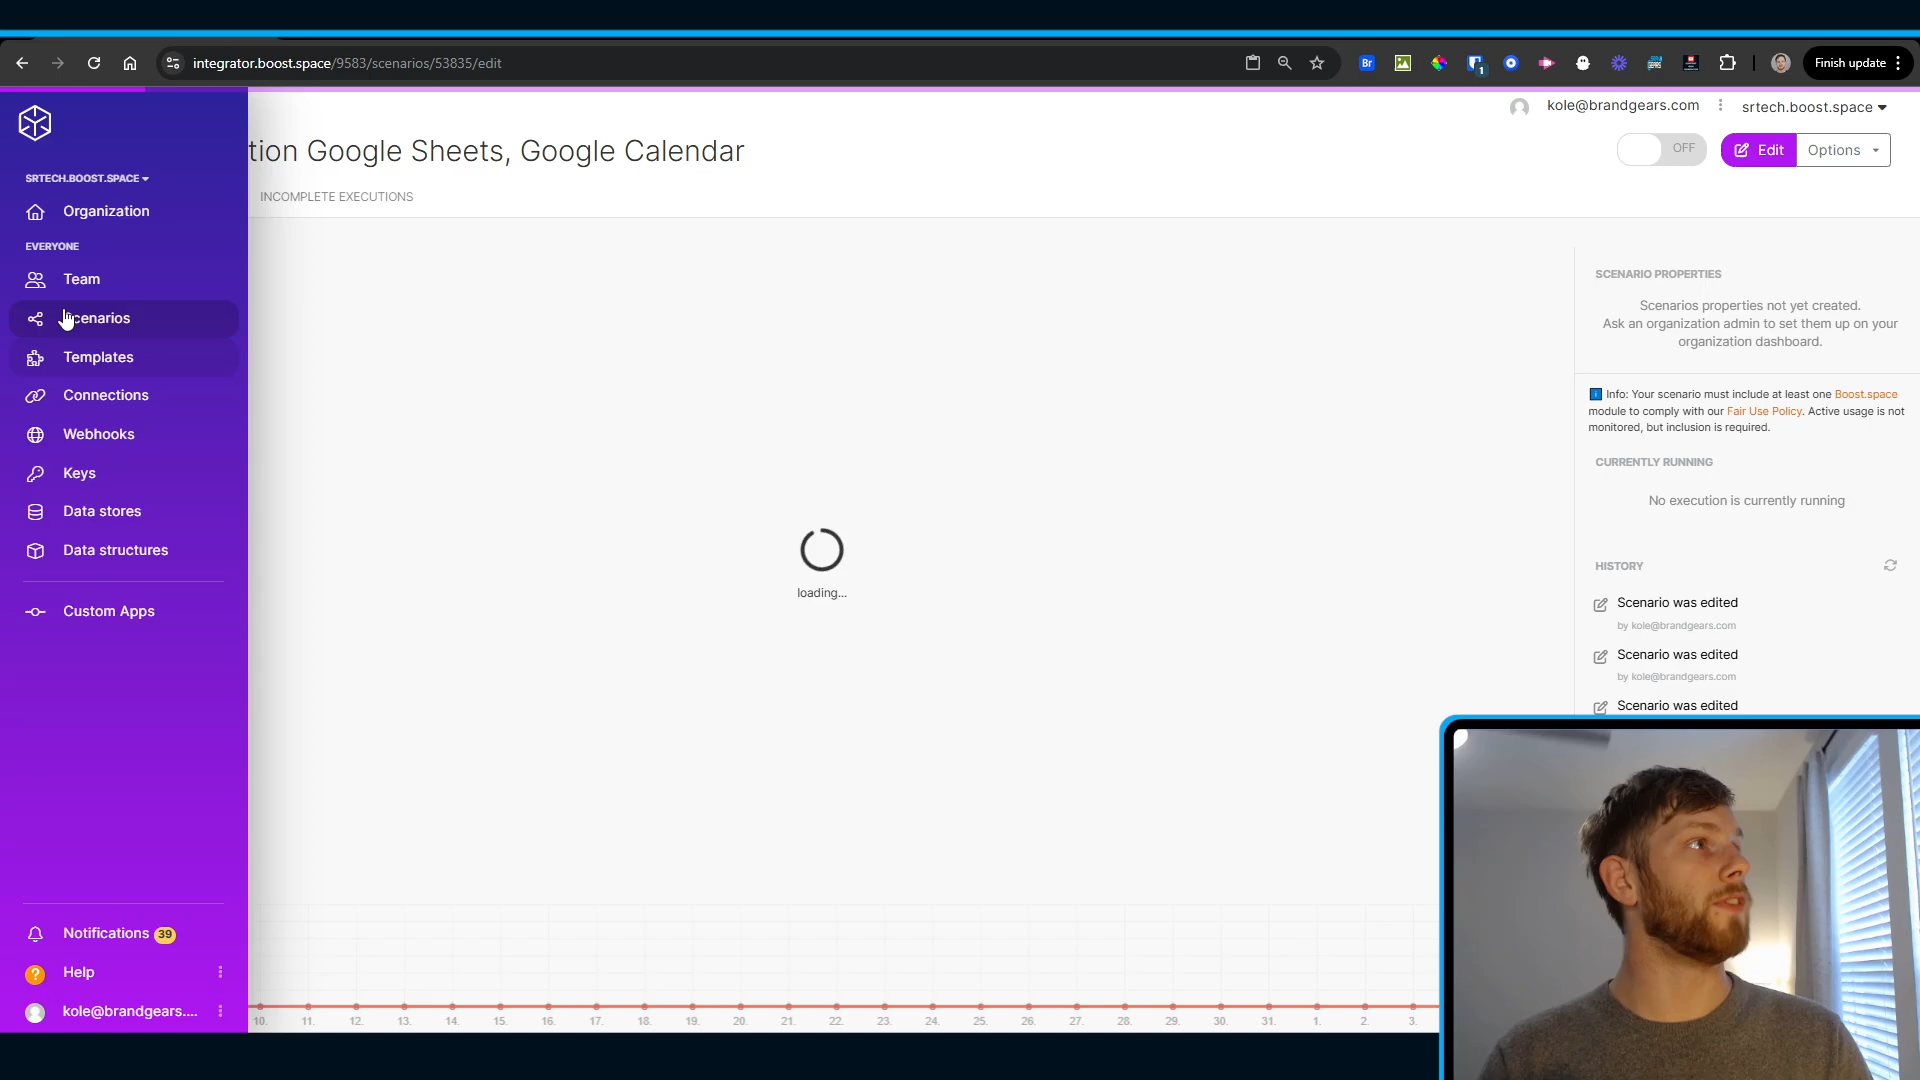 integrator.boost.space/9583/scenarios/53835/edit
Br
1
Finish update
kole@brandgears.com
srtech.boost.space
tion Google Sheets, Google Calendar
OFF
Edit
Options
INCOMPLETE EXECUTIONS
SRTECH.BOOST.SPACE
Organization
EVERYONE
Team
cenarios
Templates
Connections
Webhooks
Keys
Data stores
Data structures
Custom Apps
Notifications 39
Help
kole@brandgears....
loading...
SCENARIO PROPERTIES
Scenarios properties not yet created.
Ask an organization admin to set them up on your
organization dashboard.
Info: Your scenario must include at least one Boost.space
module to comply with our Fair Use Policy. Active usage is not
monitored, but inclusion is required.
CURRENTLY RUNNING
No execution is currently running
HISTORY
Scenario was edited
by kole@brandgears.com
Scenario was edited
by kole@brandgears.com
Scenario was edited
10. 11. 12. 13. 14. 15. 16. 17. 18. 19. 20. 21. 22. 23. 24. 25. 26. 27. 28. 29. 30. 31. 1. 2. 3.